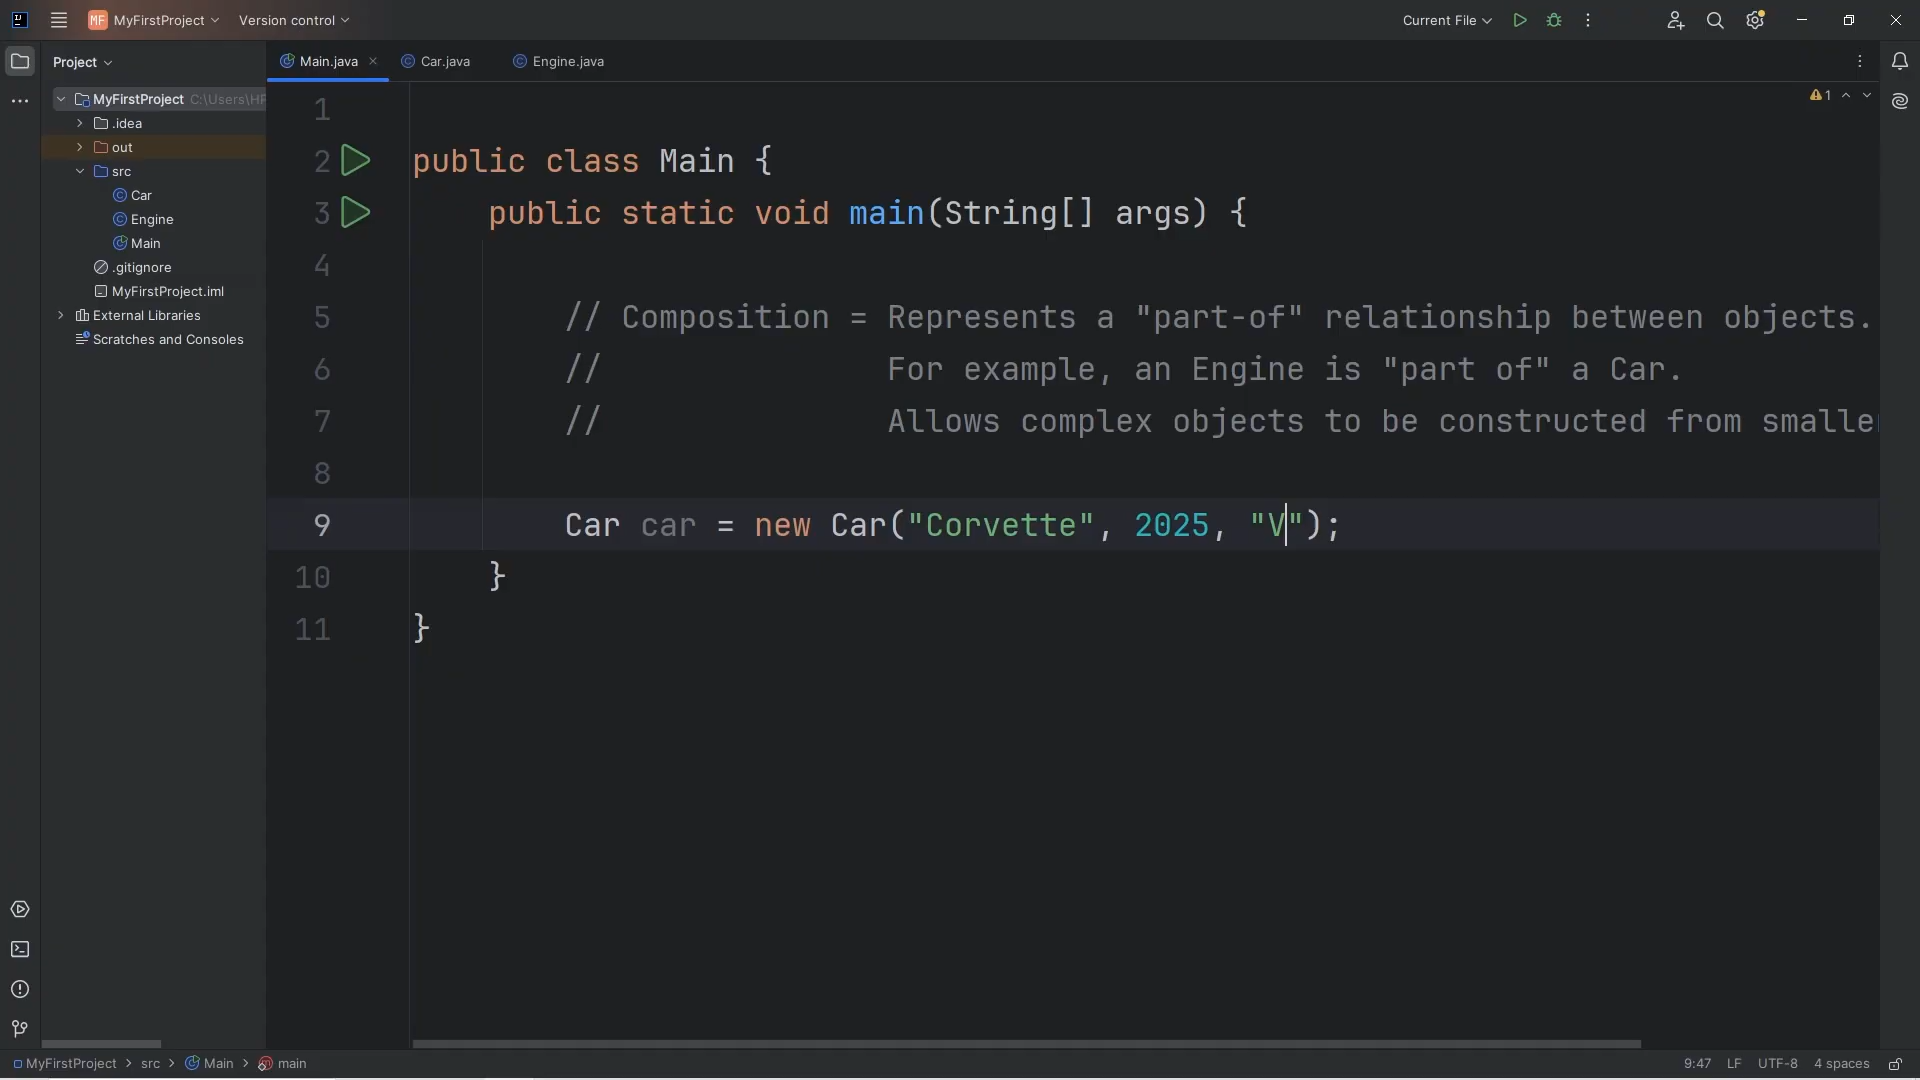 MF MyFirstProject Version control Current File
Project
Main.java Car.java Engine.java
MyFirstProject C:\Users\HP
.idea
out
src
Car
Engine
Main
.gitignore
MyFirstProject.iml
External Libraries
Scratches and Consoles
1
1
2 public class Main {
3 public static void main(String[] args) {
4
5 // Composition = Represents a "part-of" relationship between objects.
6 // For example, an Engine is "part of" a Car.
7 // Allows complex objects to be constructed from smalle
8
9 Car car = new Car("Corvette", 2025, "V");
10 }
11 }
MyFirstProject > src > Main > main 9:47 LF UTF-8 4 spaces